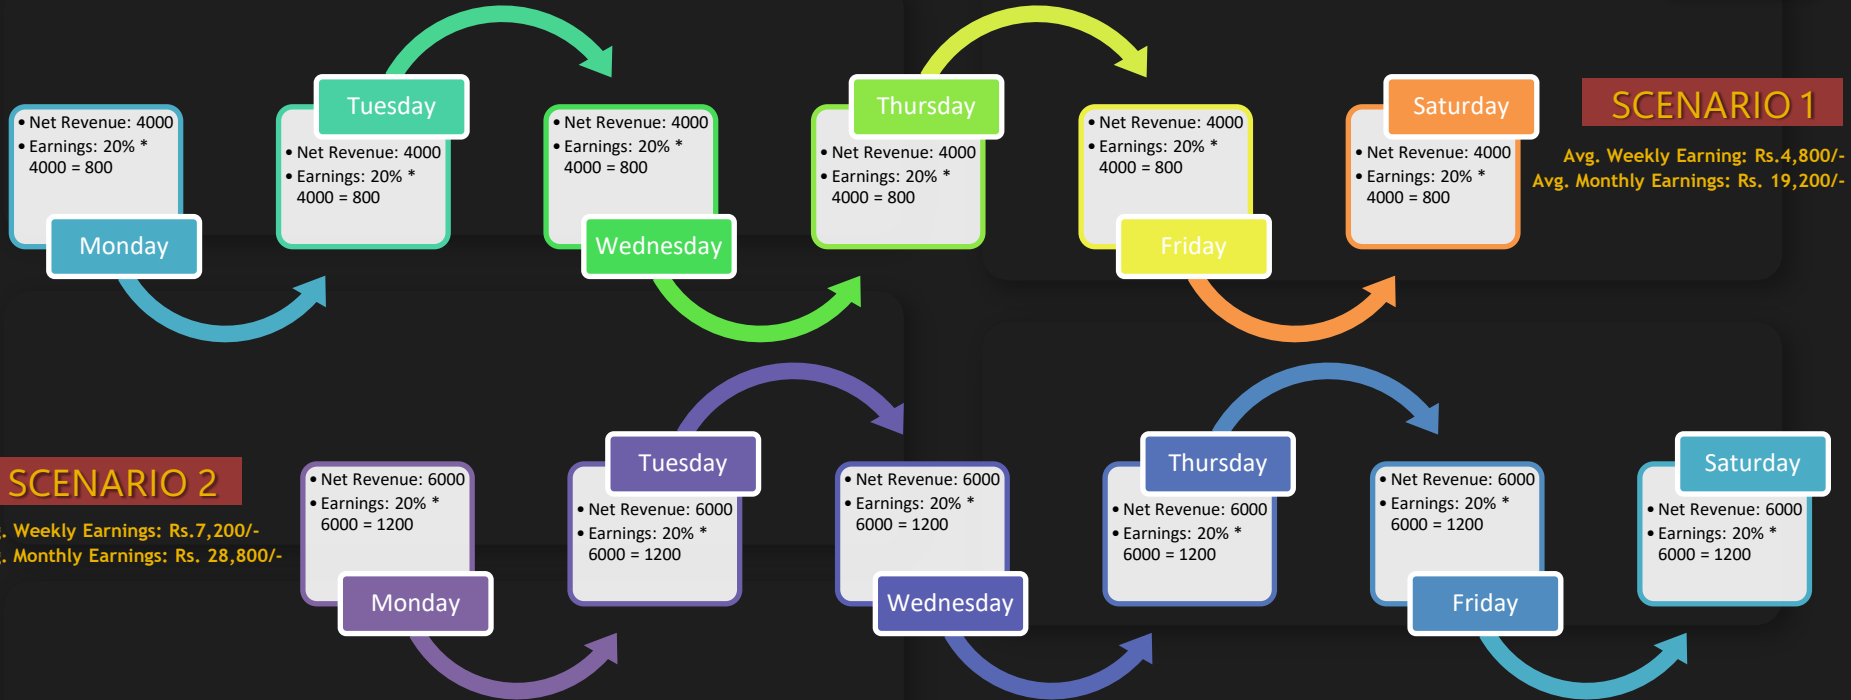 Monday
• Net Revenue: 4000
• Earnings: 20% *
4000 = 800
Tuesday
• Net Revenue: 4000
• Earnings: 20% *
4000 = 800
Wednesday
• Net Revenue: 4000
• Earnings: 20% *
4000 = 800
Thursday
• Net Revenue: 4000
• Earnings: 20% *
4000 = 800
Friday
• Net Revenue: 4000
• Earnings: 20% *
4000 = 800
Saturday
• Net Revenue: 4000
• Earnings: 20% *
4000 = 800
SCENARIO 1
Avg. Weekly Earning: Rs.4,800/-
Avg. Monthly Earnings: Rs. 19,200/-
SCENARIO 2
Weekly Earnings: Rs.7,200/-
Monthly Earnings: Rs. 28,800/-
Monday
• Net Revenue: 6000
• Earnings: 20% *
6000 = 1200
Tuesday
• Net Revenue: 6000
• Earnings: 20% *
6000 = 1200
Wednesday
• Net Revenue: 6000
• Earnings: 20% *
6000 = 1200
Thursday
• Net Revenue: 6000
• Earnings: 20% *
6000 = 1200
Friday
• Net Revenue: 6000
• Earnings: 20% *
6000 = 1200
Saturday
• Net Revenue: 6000
• Earnings: 20% *
6000 = 1200